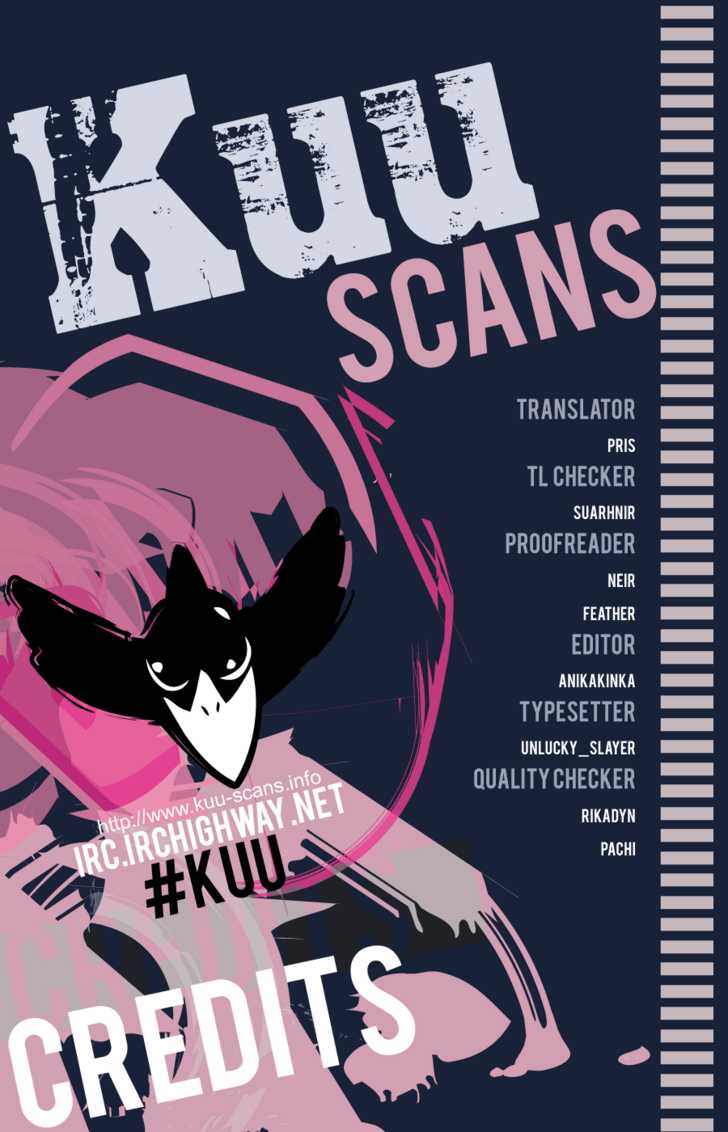 Kuu
SCANS
TRANSLATOR
PRIS
TL CHECKER
SUARHNIR
PROOFREADER
NEIR
FEATHER
EDITOR
ANIKAKINKA
TYPESETTER
UNLUCKY_SLAYER
QUALITY CHECKER
RIKADYN
PACHI
http://www.kuu-scans.info
IRC.IRCHIGHWAY.NET
#KUU
CREDITS
CREDITS